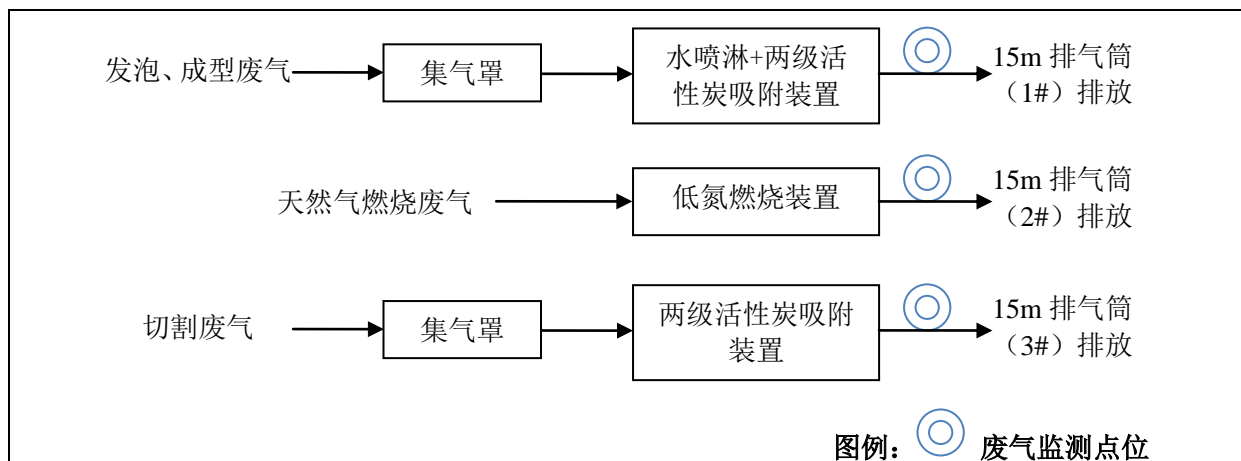 发泡、成型废气
集气罩
水喷淋+两级活
性炭吸附装置
15m 排气筒
（1#）排放
天然气燃烧废气
低氮燃烧装置
15m 排气筒
（2#）排放
切割废气
集气罩
两级活性炭吸附
装置
15m 排气筒
（3#）排放
图例： 废气监测点位